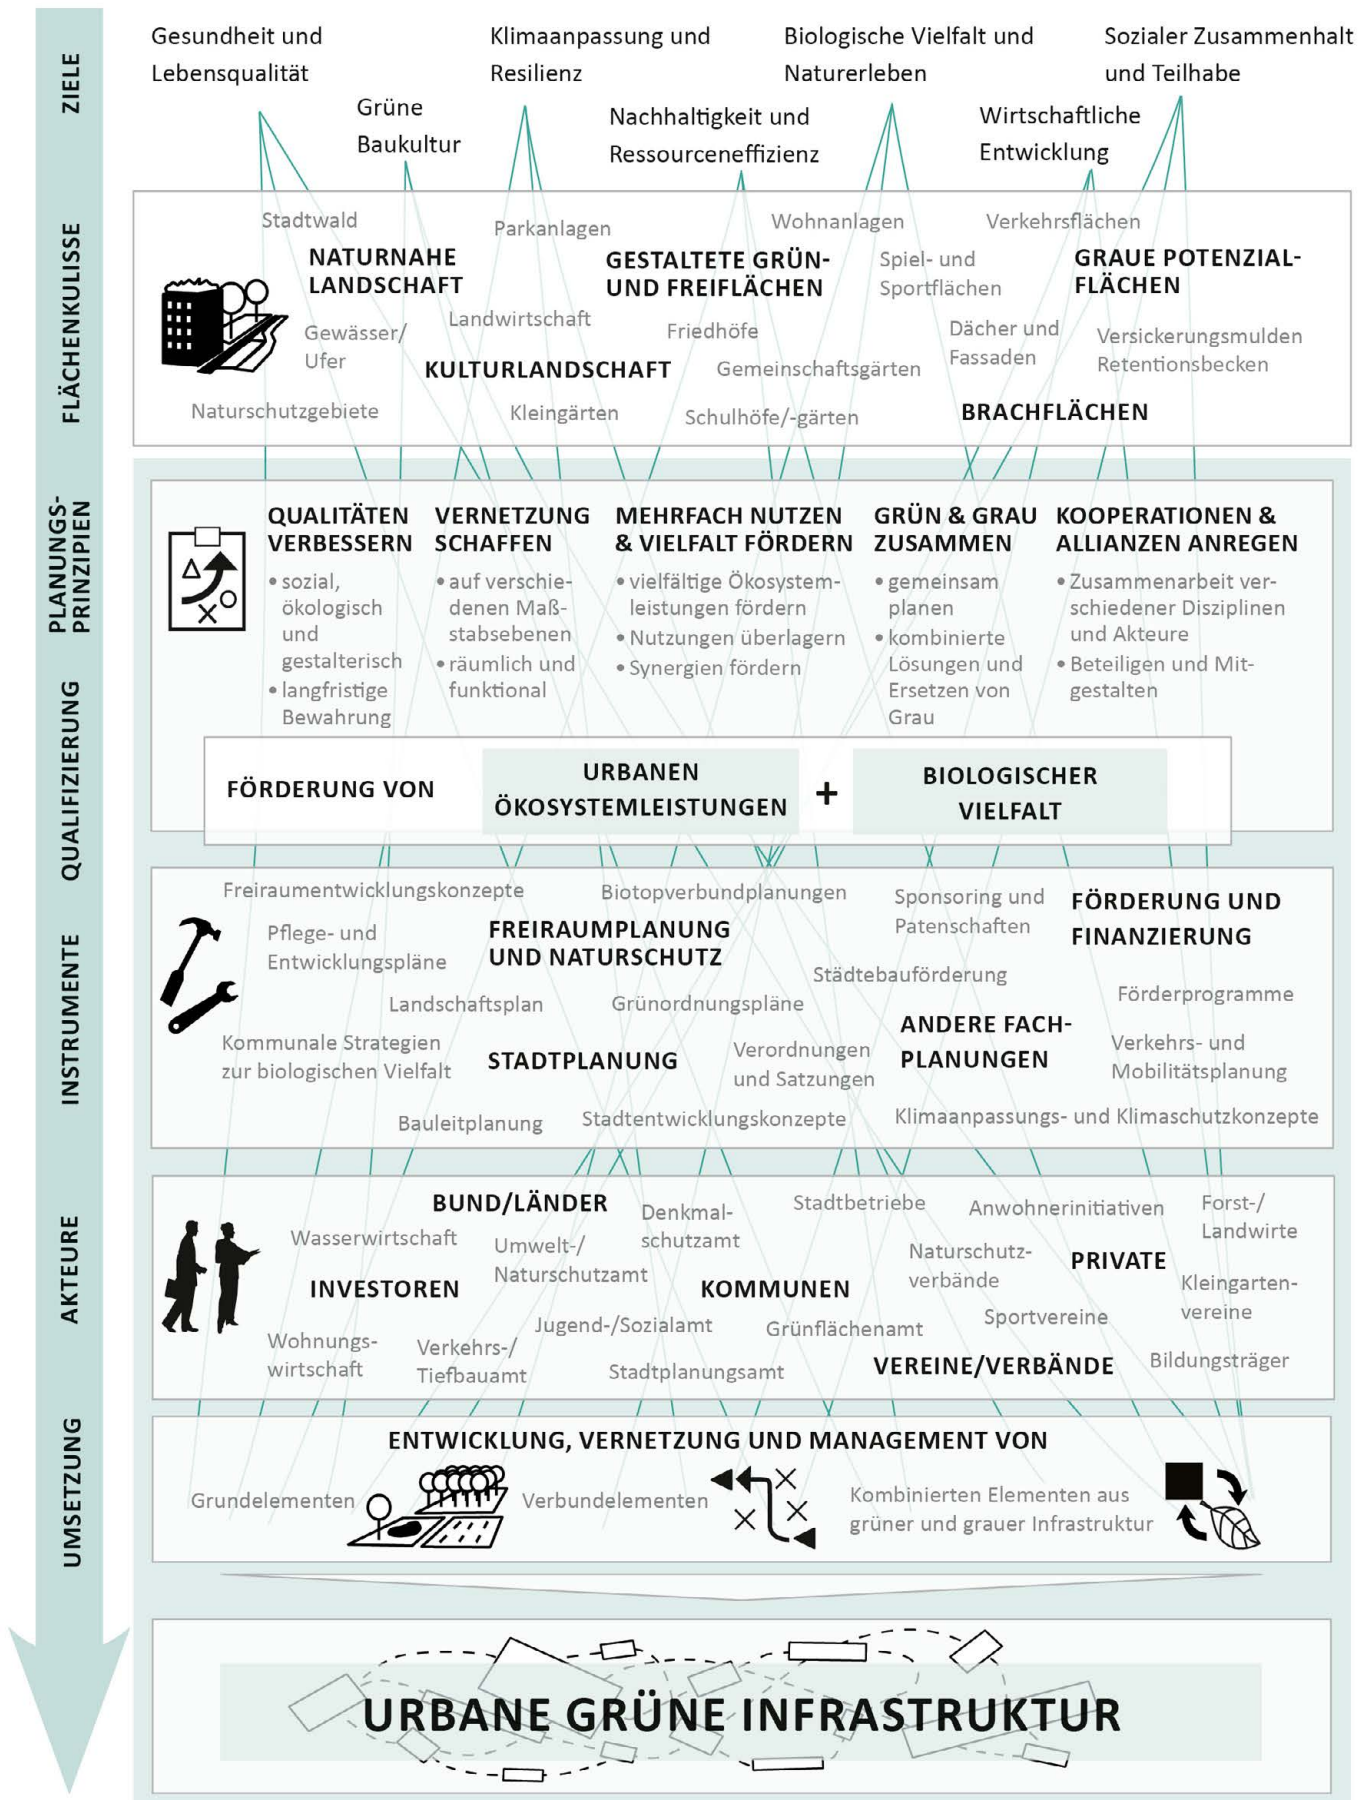 ZIELE
Gesundheit und
Lebensqualität
Grüne
Baukultur
Klimaanpassung und
Resilienz
Nachhaltigkeit und
Ressourceneffizienz
Biologische Vielfalt und
Naturerleben
Wirtschaftliche
Entwicklung
Sozialer Zusammenhalt
und Teilhabe
FLÄCHENKULISSE
Stadtwald
NATURNAHE
LANDSCHAFT
Gewässer/
Ufer
Naturschutzgebiete
Parkanlagen
Landwirtschaft
KULTURLANDSCHAFT
Kleingärten
GESTALTETE GRÜN-
UND FREIFLÄCHEN
Wohnanlagen
Spiel- und
Sportflächen
Friedhöfe
Gemeinschaftsgärten
Schulhöfe/-gärten
Verkehrsflächen
GRAUE POTENZIAL-
FLÄCHEN
Dächer und
Fassaden
Versickerungsmulden
Retentionsbecken
BRACHFLÄCHEN
PLANUNGS-
PRINZIPIEN
QUALITÄTEN
VERBESSERN
• sozial,
ökologisch
und
gestalterisch
• langfristige
Bewahrung
VERNETZUNG
SCHAFFEN
• auf verschie-
denen Maß-
stabsebenen
• räumlich und
funktional
MEHRFACH NUTZEN
& VIELFALT FÖRDERN
• vielfältige Ökosystem-
leistungen fördern
• Nutzungen überlagern
• Synergien fördern
GRÜN & GRAU
ZUSAMMEN
• gemeinsam
planen
• kombinierte
Lösungen und
Ersetzen von
Grau
KOOPERATIONEN &
ALLIANZEN ANREGEN
• Zusammenarbeit ver-
schiedener Disziplinen
und Akteure
• Beteiligen und Mit-
gestalten
QUALIFIZIERUNG
FÖRDERUNG VON
URBANEN
ÖKOSYSTEMLEISTUNGEN
+
BIOLOGISCHER
VIELFALT
INSTRUMENTE
Freiraumentwicklungskonzepte
Biotopverbundplanungen
Sponsoring und
Patenschaften
FÖRDERUNG UND
FINANZIERUNG
Pflege- und
Entwicklungspläne
FREIRAUMPLANUNG
UND NATURSCHUTZ
Städtebauförderung
Förderprogramme
Landschaftsplan
Grünordnungspläne
ANDERE FACH-
PLANUNGEN
Kommunale Strategien
zur biologischen Vielfalt
STADTPLANUNG
Verordnungen
und Satzungen
Verkehrs- und
Mobilitätsplanung
Bauleitplanung
Stadtentwicklungskonzepte
Klimaanpassungs- und Klimaschutzkonzepte
AKTEURE
BUND/LÄNDER
Denkmal-
schutzamt
Stadtbetriebe
Anwohnerinitiativen
Forst-/
Landwirte
Wasserwirtschaft
Umwelt-/
Naturschutzamt
Naturschutz-
verbände
PRIVATE
INVESTOREN
KOMMUNEN
Kleingarten-
vereine
Jugend-/Sozialamt
Grünflächenamt
Sportvereine
Wohnungs-
wirtschaft
Verkehrs-/
Tiefbauamt
Stadtplanungsamt
VEREINE/VERBÄNDE
Bildungsträger
UMSETZUNG
ENTWICKLUNG, VERNETZUNG UND MANAGEMENT VON
Grundelementen
Verbundelementen
Kombinierten Elementen aus
grüner und grauer Infrastruktur
URBANE GRÜNE INFRASTRUKTUR